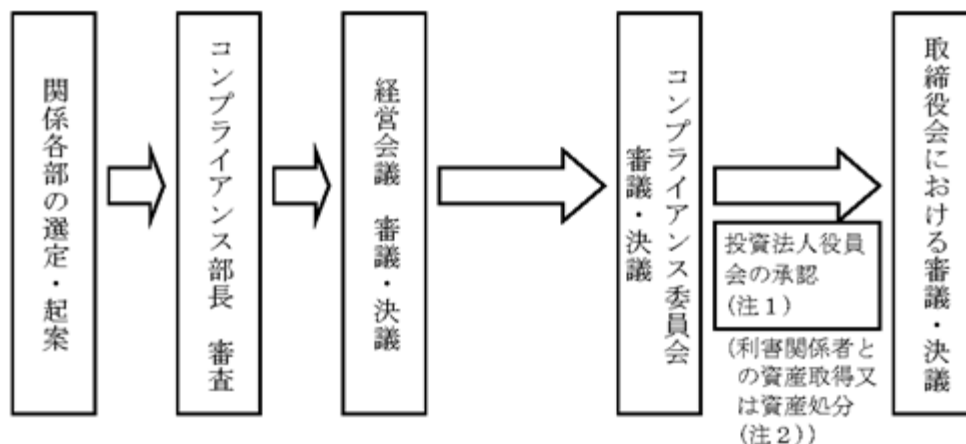 関係各部の選定・起案
コンプライアンス部長　審査
経営会議　審議・決議
コンプライアンス委員会
審議・決議
投資法人役員
会の承認
(注1)
(利害関係者と
の資産取得又
は資産処分
(注2))
取締役会における審議・決議